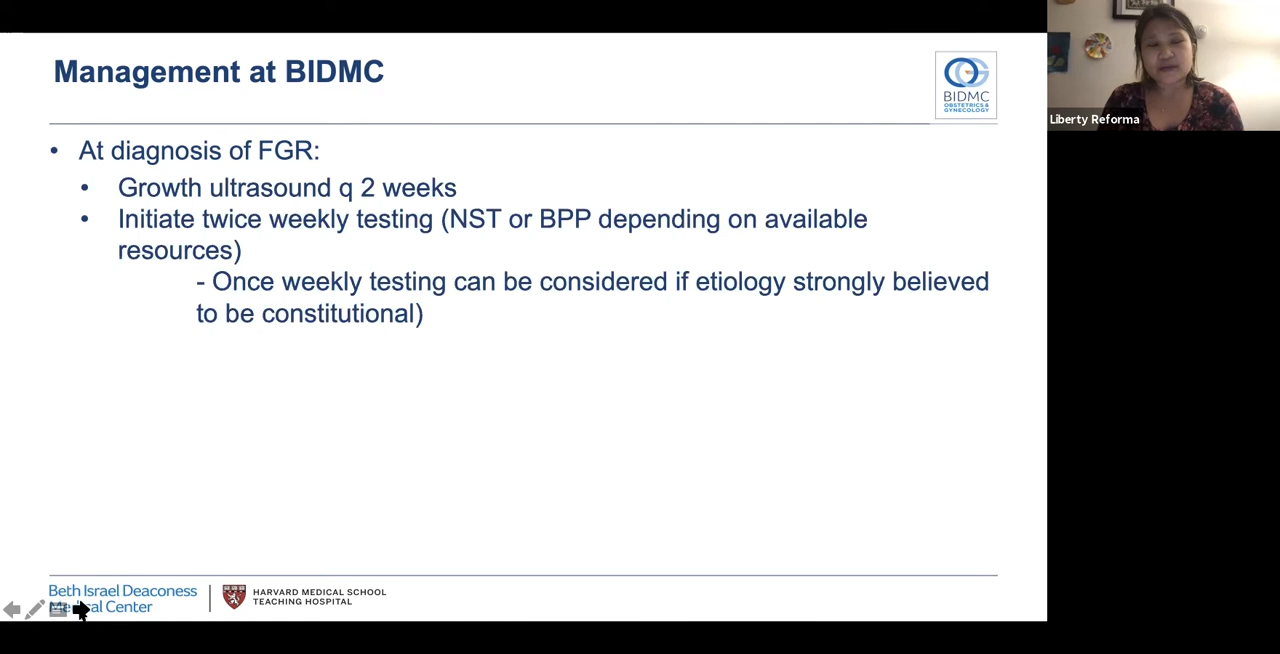 Management at BIDMC
BIDMC
OBSTETRICS &
GYNECOLOGY
• At diagnosis of FGR:
• Growth ultrasound q 2 weeks
• Initiate twice weekly testing (NST or BPP depending on available
resources)
- Once weekly testing can be considered if etiology strongly believed
to be constitutional)
Beth Israel Deaconess
Medical Center
HARVARD MEDICAL SCHOOL
TEACHING HOSPITAL
Liberty Reforma